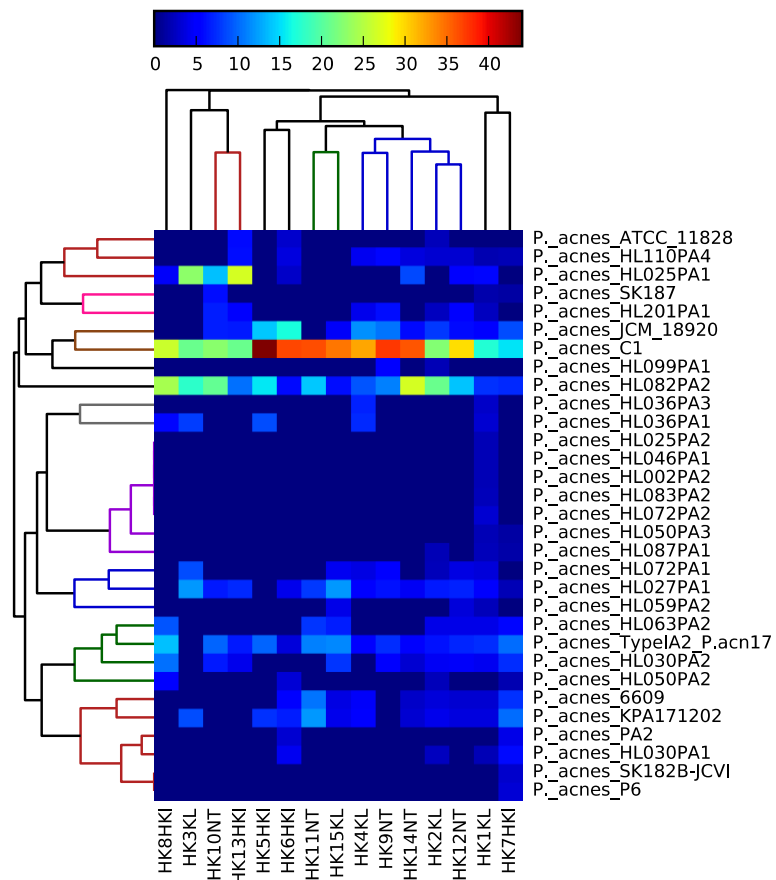 0 5 10 15 20 25 30 35 40
P._acnes_ATCC_11828
P._acnes_HL110PA4
P._acnes_HL025PA1
P._acnes_SK187
P._acnes_HL201PA1
P._acnes_JCM_18920
P._acnes_C1
P._acnes_HL099PA1
P._acnes_HL082PA2
P._acnes_HL036PA3
P._acnes_HL036PA1
P._acnes_HL025PA2
P._acnes_HL046PA1
P._acnes_HL002PA2
P._acnes_HL083PA2
P._acnes_HL072PA2
P._acnes_HL050PA3
P._acnes_HL087PA1
P._acnes_HL072PA1
P._acnes_HL027PA1
P._acnes_HL059PA2
P._acnes_HL063PA2
P._acnes_TypeIA2_P.acn17
P._acnes_HL030PA2
P._acnes_HL050PA2
P._acnes_6609
P._acnes_KPA171202
P._acnes_PA2
P._acnes_HL030PA1
P._acnes_SK182B-JCVI
P._acnes_P6
HK8HKI
HK3KL
HK10NT
HK13HKI
HK5HKI
HK6HKI
HK11NT
HK15KL
HK4KL
HK9NT
HK14NT
HK2KL
HK12NT
HK1KL
HK7HKI